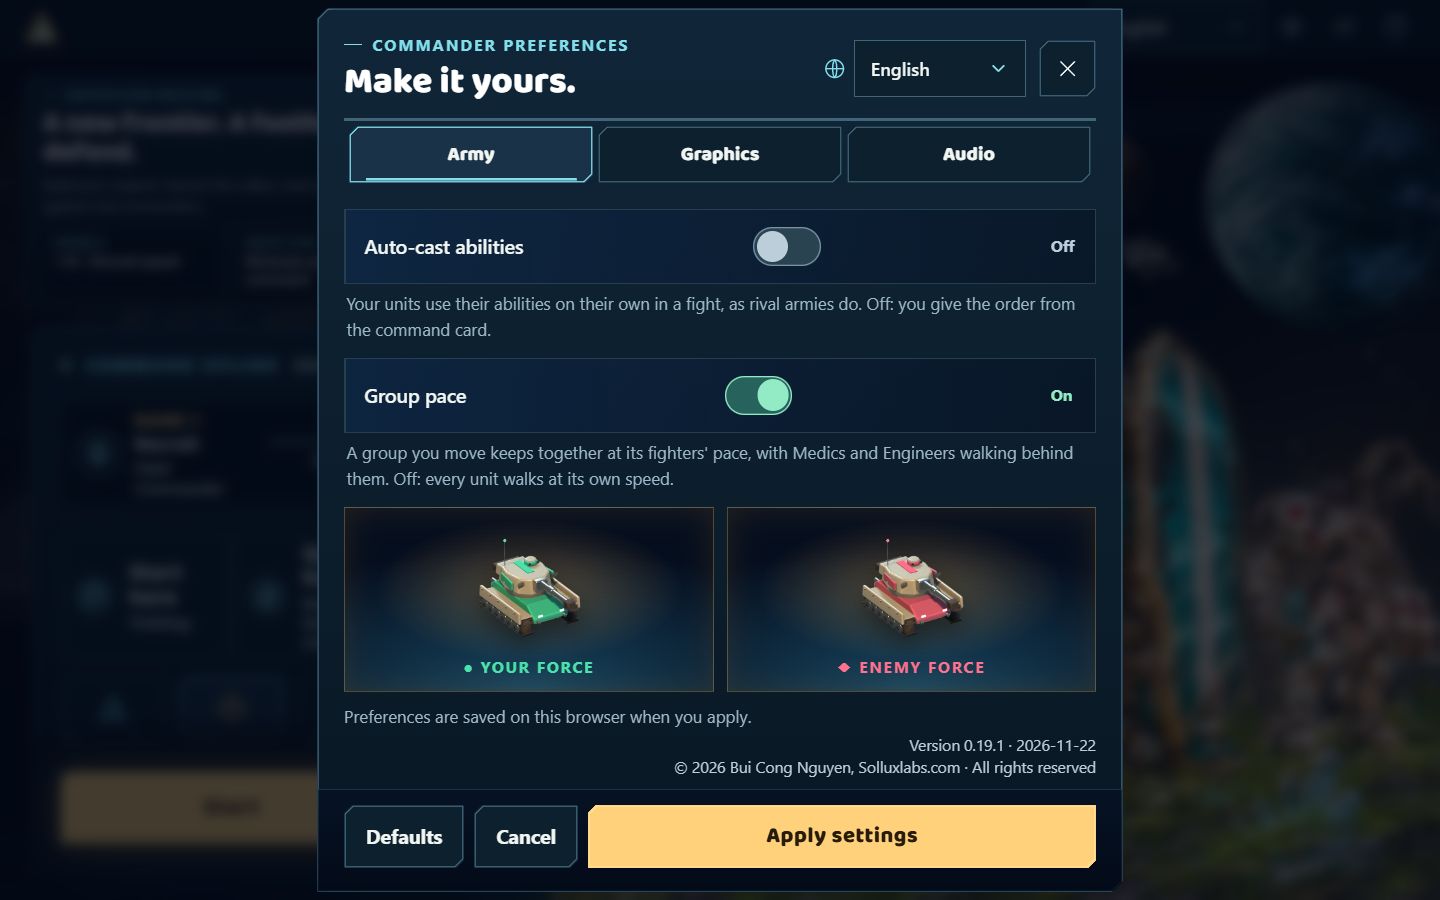 COMMANDER PREFERENCES
Make it yours.
English
Army
Graphics
Audio
Auto-cast abilities
Off
Your units use their abilities on their own in a fight, as rival armies do. Off: you give the order from
the command card.
Group pace
On
A group you move keeps together at its fighters' pace, with Medics and Engineers walking behind
them. Off: every unit walks at its own speed.
YOUR FORCE
ENEMY FORCE
Preferences are saved on this browser when you apply.
Version 0.19.1 · 2026-11-22
© 2026 Bui Cong Nguyen, Solluxlabs.com · All rights reserved
Defaults
Cancel
Apply settings